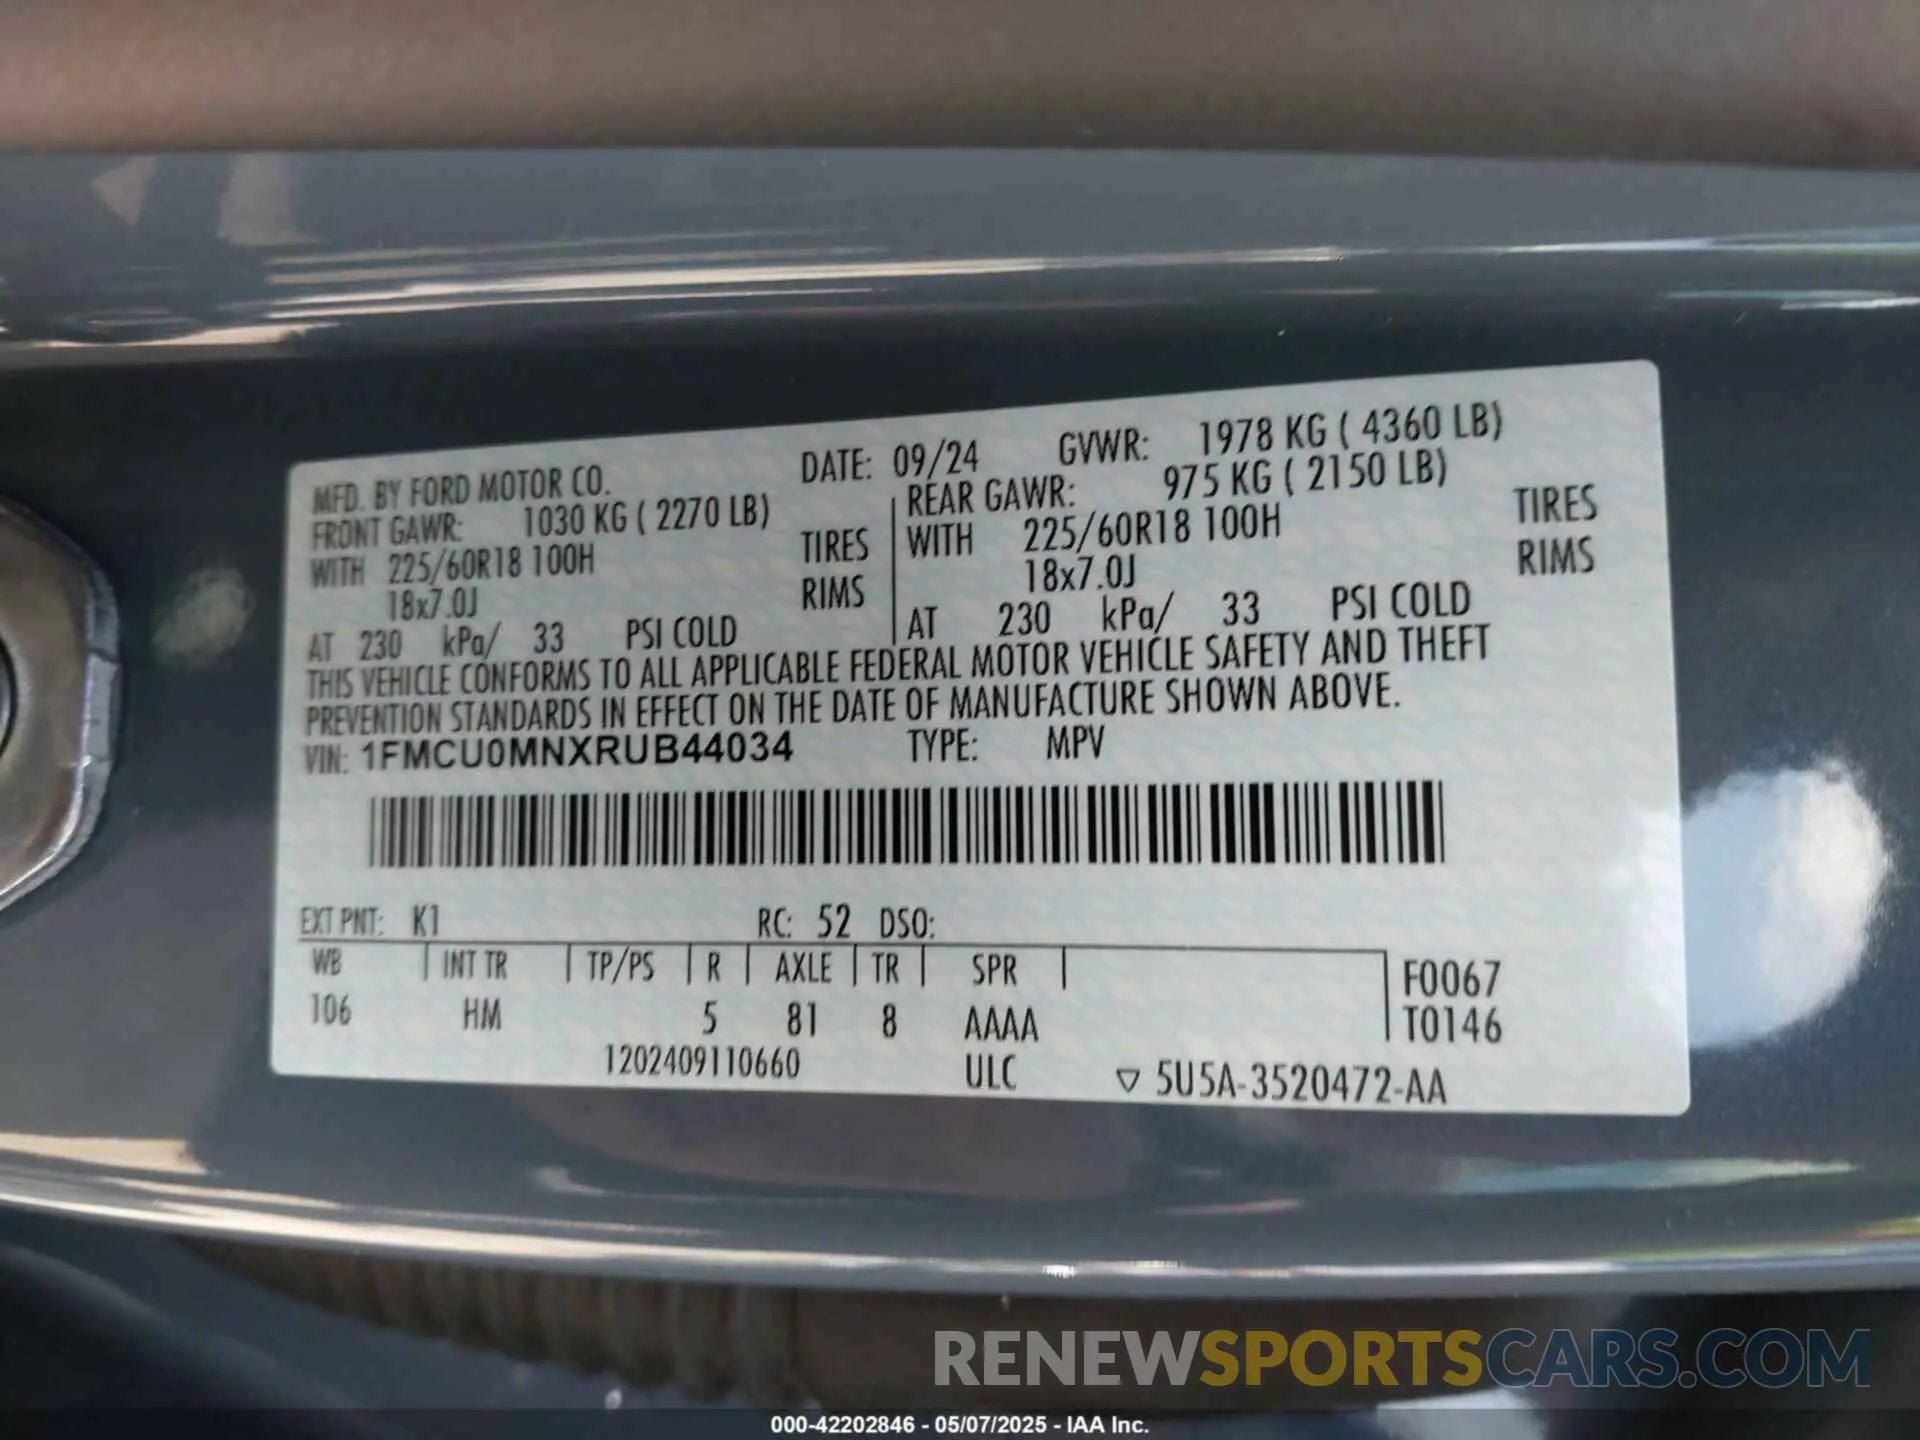 MFD. BY FORD MOTOR CO. DATE: 09/24 GVWR: 1978 KG ( 4360 LB)
FRONT GAWR: 1030 KG ( 2270 LB) REAR GAWR: 975 KG ( 2150 LB)
WITH 225/60R18 100H TIRES WITH 225/60R18 100H TIRES
18x7.0J RIMS 18x7.0J RIMS
AT 230 kPa/ 33 PSI COLD AT 230 kPa/ 33 PSI COLD
THIS VEHICLE CONFORMS TO ALL APPLICABLE FEDERAL MOTOR VEHICLE SAFETY AND THEFT
PREVENTION STANDARDS IN EFFECT ON THE DATE OF MANUFACTURE SHOWN ABOVE.
VIN: 1FMCU0MNXRUB44034 TYPE: MPV
EXT PNT: K1 RC: 52 DSO:
WB INT TR TP/PS R AXLE TR SPR F0067
106 HM 5 81 8 AAAA T0146
1202409110660 ULC ▽ 5U5A-3520472-AA
RENEWSPORTSCARS.COM
000-42202846 - 05/07/2025 - IAA Inc.